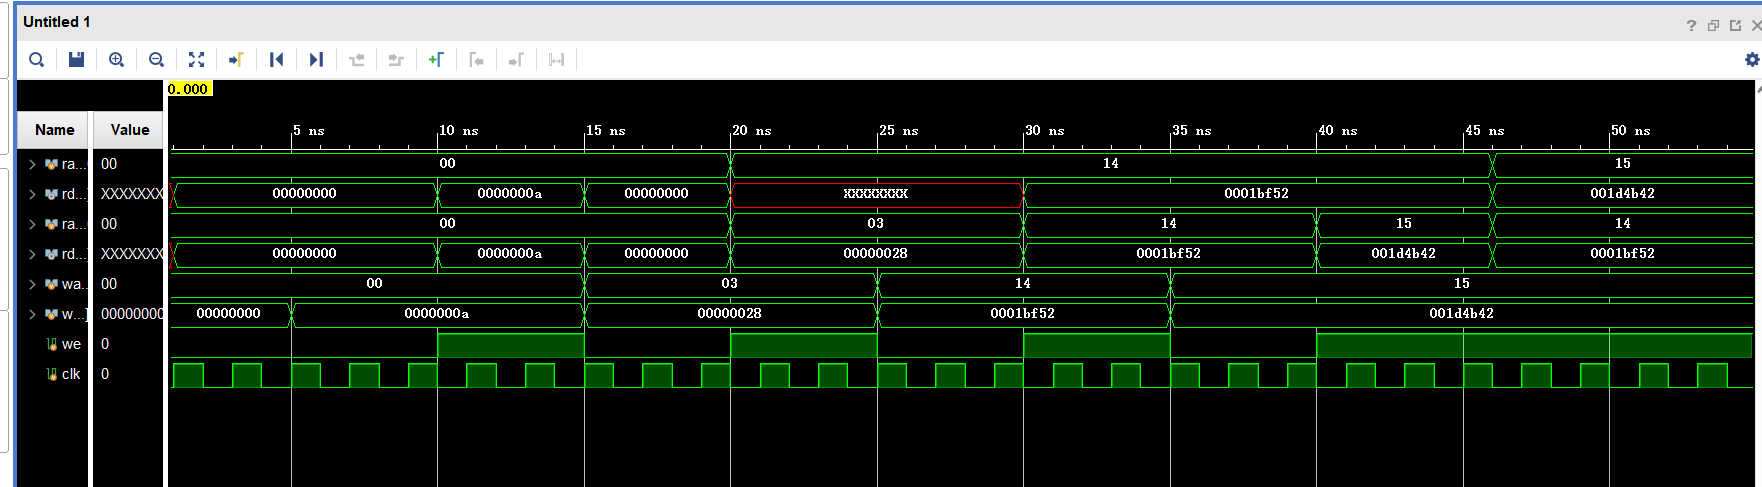 Untitled 1
0.000
Name Value 5 ns 10 ns 15 ns 20 ns 25 ns 30 ns 35 ns 40 ns 45 ns 50 ns
ra... 00 00 14 15
rd...] XXXXXXX 00000000 0000000a 00000000 XXXXXXXX 0001bf52 001d4b42
ra... 00 00 03 14 15 14
rd...] XXXXXXX 00000000 0000000a 00000000 00000028 0001bf52 001d4b42 0001bf52
wa.. 00 00 03 14 15
w...] 00000000 00000000 0000000a 00000028 0001bf52 001d4b42
we 0
clk 0